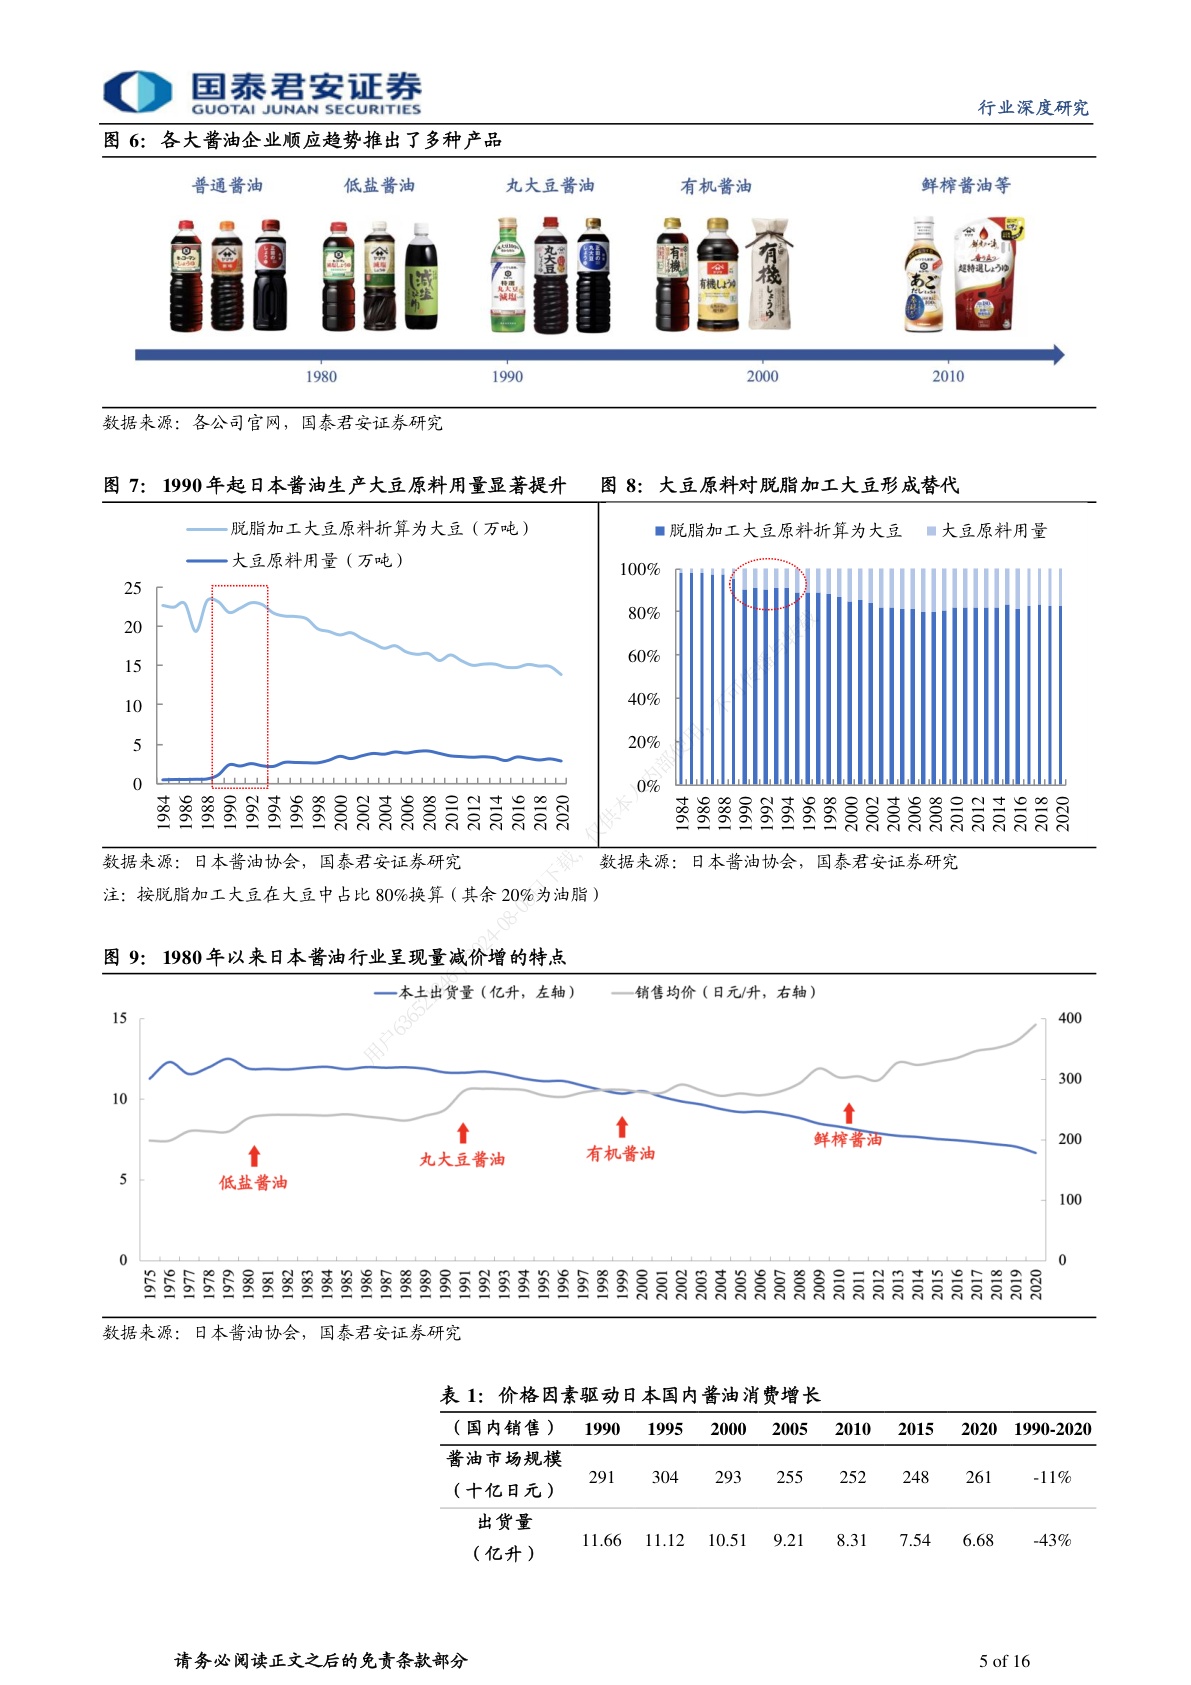 国泰君安证券
GUOTAI JUNAN SECURITIES
行业深度研究
图 6：各大酱油企业顺应趋势推出了多种产品
普通酱油 低盐酱油 丸大豆酱油 有机酱油 鲜榨酱油等
1980 1990 2000 2010
数据来源：各公司官网，国泰君安证券研究
图 7：1990 年起日本酱油生产大豆原料用量显著提升
脱脂加工大豆原料折算为大豆（万吨）
大豆原料用量（万吨）
25
20
15
10
5
0
1984 1986 1988 1990 1992 1994 1996 1998 2000 2002 2004 2006 2008 2010 2012 2014 2016 2018 2020
数据来源：日本酱油协会，国泰君安证券研究
注：按脱脂加工大豆在大豆中占比 80%换算（其余 20%为油脂）
图 8：大豆原料对脱脂加工大豆形成替代
脱脂加工大豆原料折算为大豆 大豆原料用量
100%
80%
60%
40%
20%
0%
1984 1986 1988 1990 1992 1994 1996 1998 2000 2002 2004 2006 2008 2010 2012 2014 2016 2018 2020
数据来源：日本酱油协会，国泰君安证券研究
图 9：1980 年以来日本酱油行业呈现量减价增的特点
本土出货量（亿升，左轴） 销售均价（日元/升，右轴）
15 400
300
10
200
5
100
0 0
低盐酱油 丸大豆酱油 有机酱油 鲜榨酱油
1975 1976 1977 1978 1979 1980 1981 1982 1983 1984 1985 1986 1987 1988 1989 1990 1991 1992 1993 1994 1995 1996 1997 1998 1999 2000 2001 2002 2003 2004 2005 2006 2007 2008 2009 2010 2011 2012 2013 2014 2015 2016 2017 2018 2019 2020
数据来源：日本酱油协会，国泰君安证券研究
表 1：价格因素驱动日本国内酱油消费增长
（国内销售） 1990 1995 2000 2005 2010 2015 2020 1990-2020
酱油市场规模
（十亿日元） 291 304 293 255 252 248 261 -11%
出货量
（亿升） 11.66 11.12 10.51 9.21 8.31 7.54 6.68 -43%
请务必阅读正文之后的免责条款部分
5 of 16